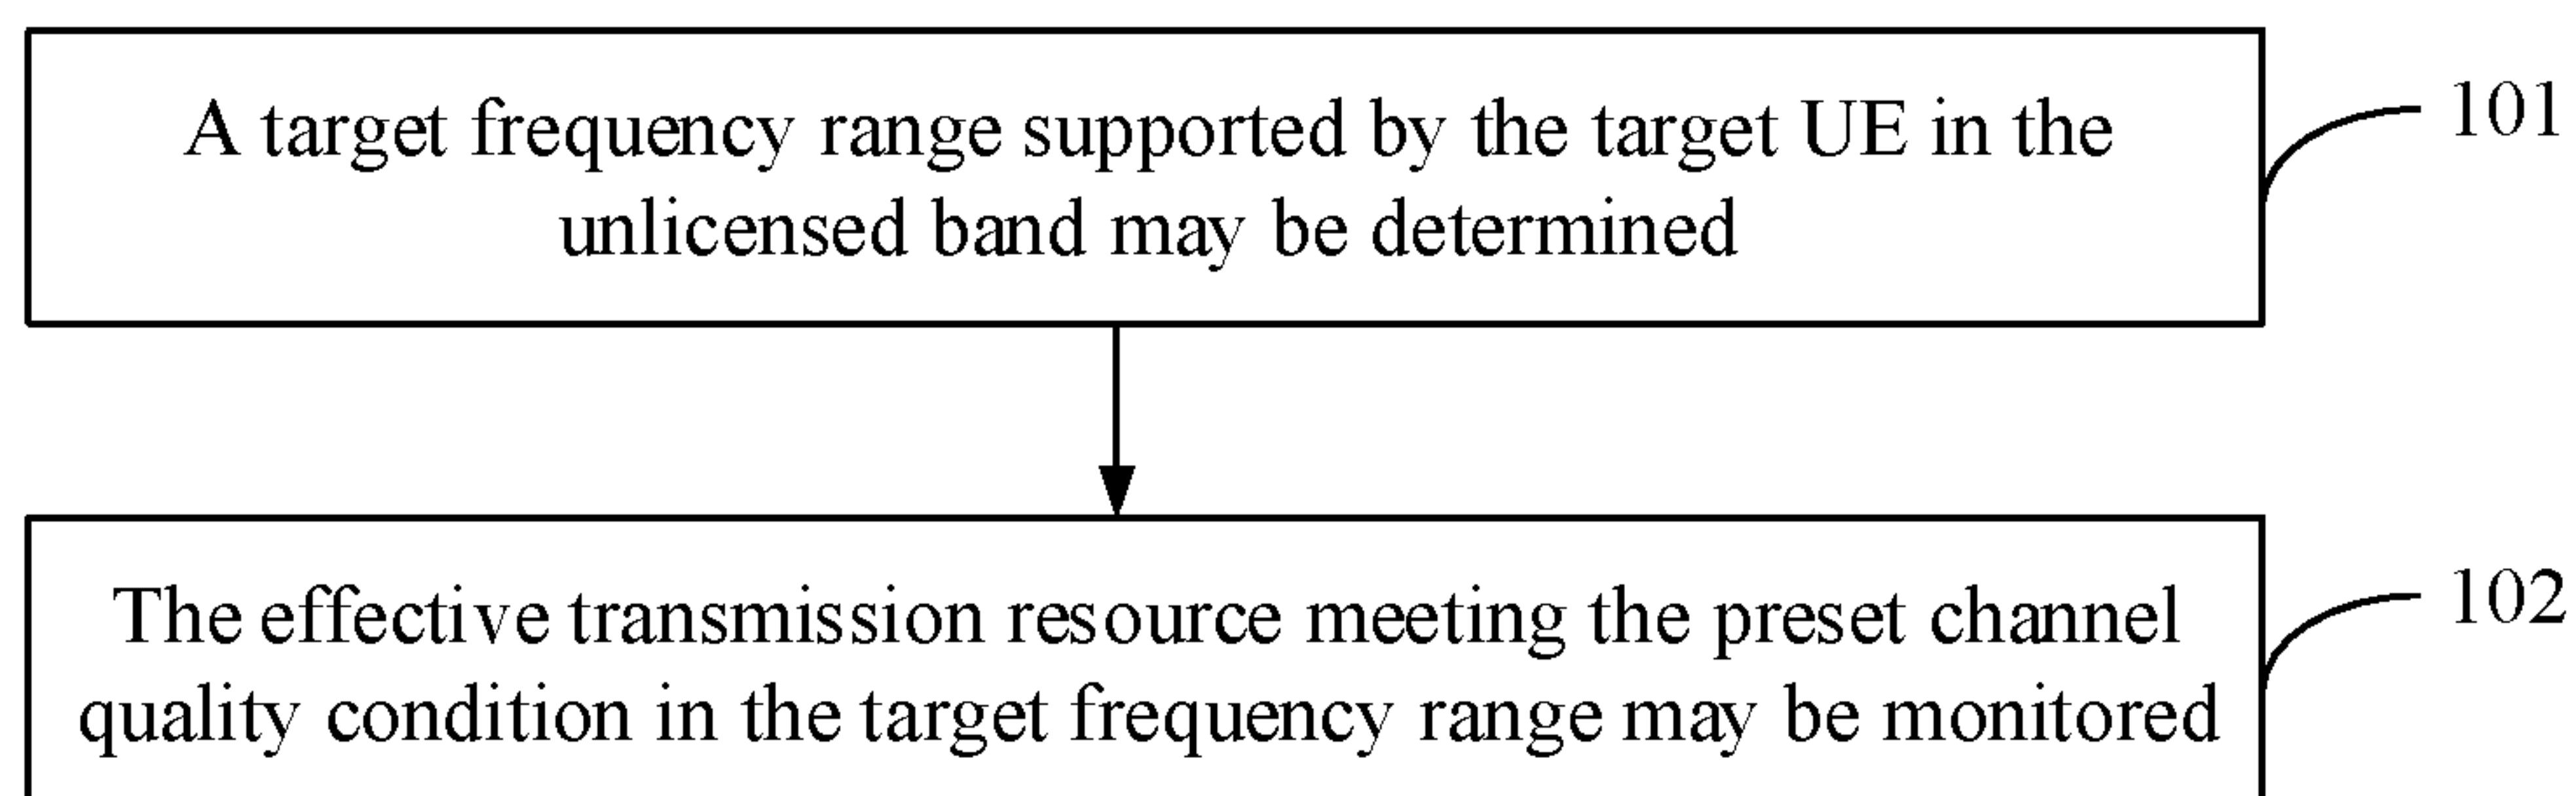 A target frequency range supported by the target UE in the
unlicensed band may be determined
101
The effective transmission resource meeting the preset channel
quality condition in the target frequency range may be monitored
102